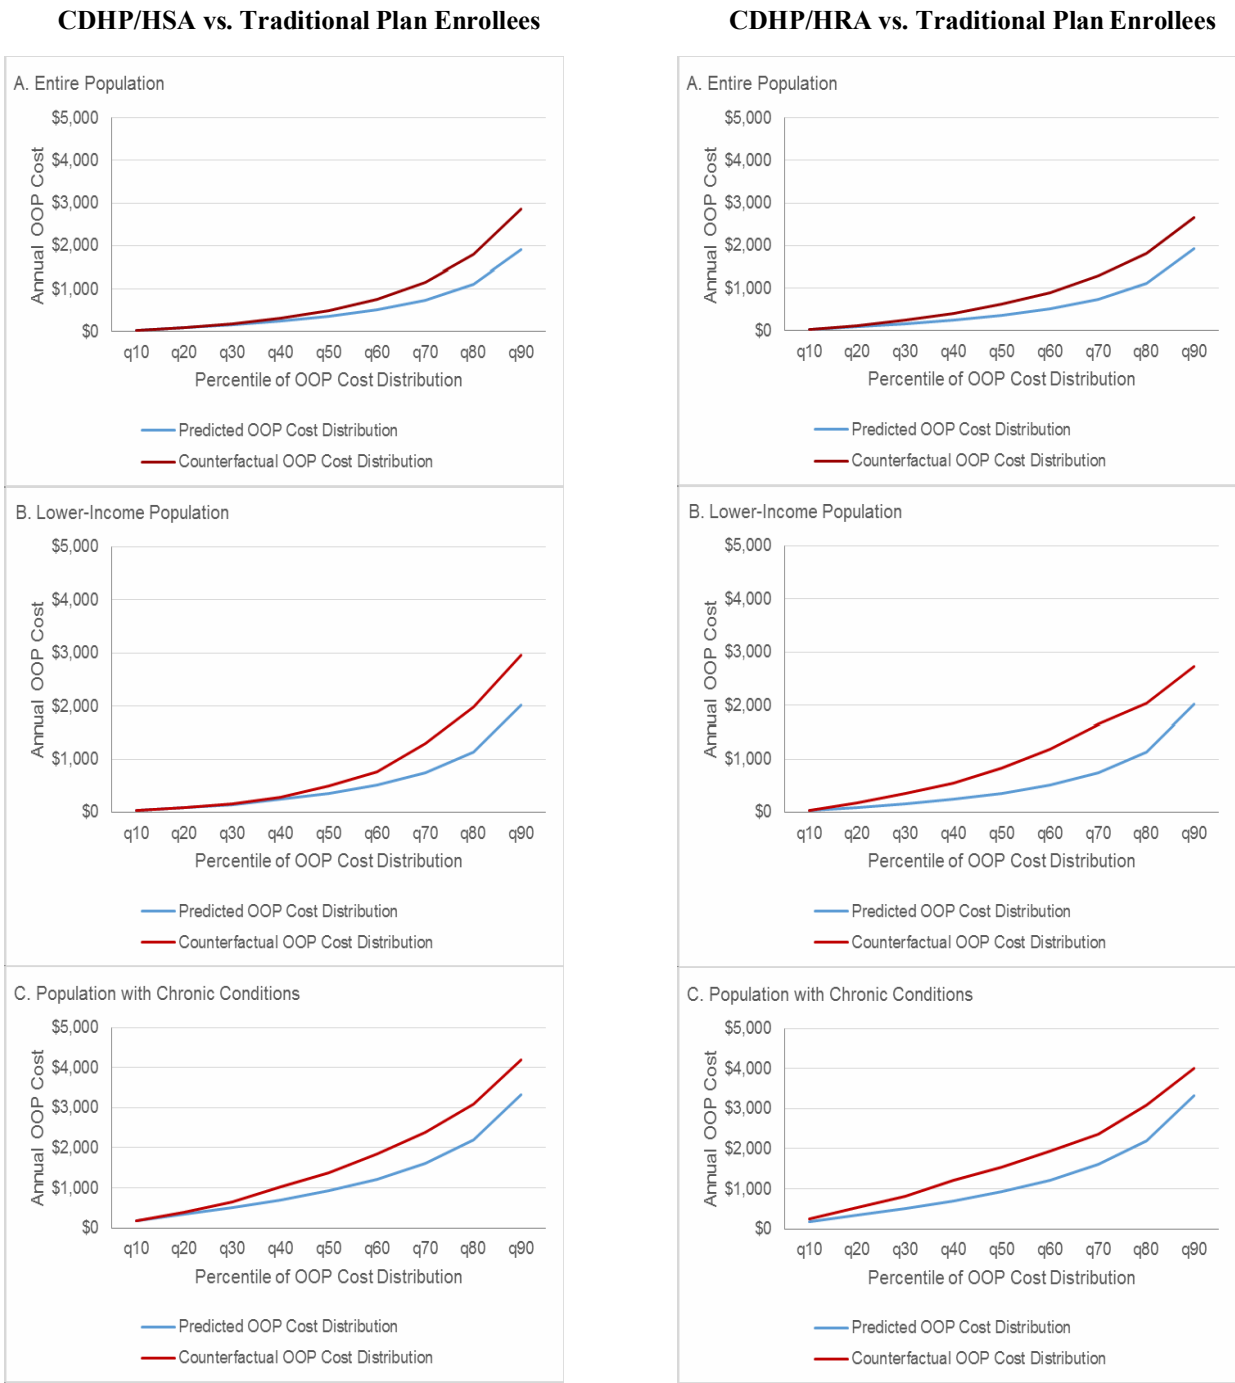 CDHP/HSA vs. Traditional Plan Enrollees
A. Entire Population
Annual OOP Cost
$5,000
$4,000
$3,000
$2,000
$1,000
$0
q10 q20 q30 q40 q50 q60 q70 q80 q90
Percentile of OOP Cost Distribution
Predicted OOP Cost Distribution
Counterfactual OOP Cost Distribution
B. Lower-Income Population
Annual OOP Cost
$5,000
$4,000
$3,000
$2,000
$1,000
$0
q10 q20 q30 q40 q50 q60 q70 q80 q90
Percentile of OOP Cost Distribution
Predicted OOP Cost Distribution
Counterfactual OOP Cost Distribution
C. Population with Chronic Conditions
Annual OOP Cost
$5,000
$4,000
$3,000
$2,000
$1,000
$0
q10 q20 q30 q40 q50 q60 q70 q80 q90
Percentile of OOP Cost Distribution
Predicted OOP Cost Distribution
Counterfactual OOP Cost Distribution
CDHP/HRA vs. Traditional Plan Enrollees
A. Entire Population
Annual OOP Cost
$5,000
$4,000
$3,000
$2,000
$1,000
$0
q10 q20 q30 q40 q50 q60 q70 q80 q90
Percentile of OOP Cost Distribution
Predicted OOP Cost Distribution
Counterfactual OOP Cost Distribution
B. Lower-Income Population
Annual OOP Cost
$5,000
$4,000
$3,000
$2,000
$1,000
$0
q10 q20 q30 q40 q50 q60 q70 q80 q90
Percentile of OOP Cost Distribution
Predicted OOP Cost Distribution
Counterfactual OOP Cost Distribution
C. Population with Chronic Conditions
Annual OOP Cost
$5,000
$4,000
$3,000
$2,000
$1,000
$0
q10 q20 q30 q40 q50 q60 q70 q80 q90
Percentile of OOP Cost Distribution
Predicted OOP Cost Distribution
Counterfactual OOP Cost Distribution